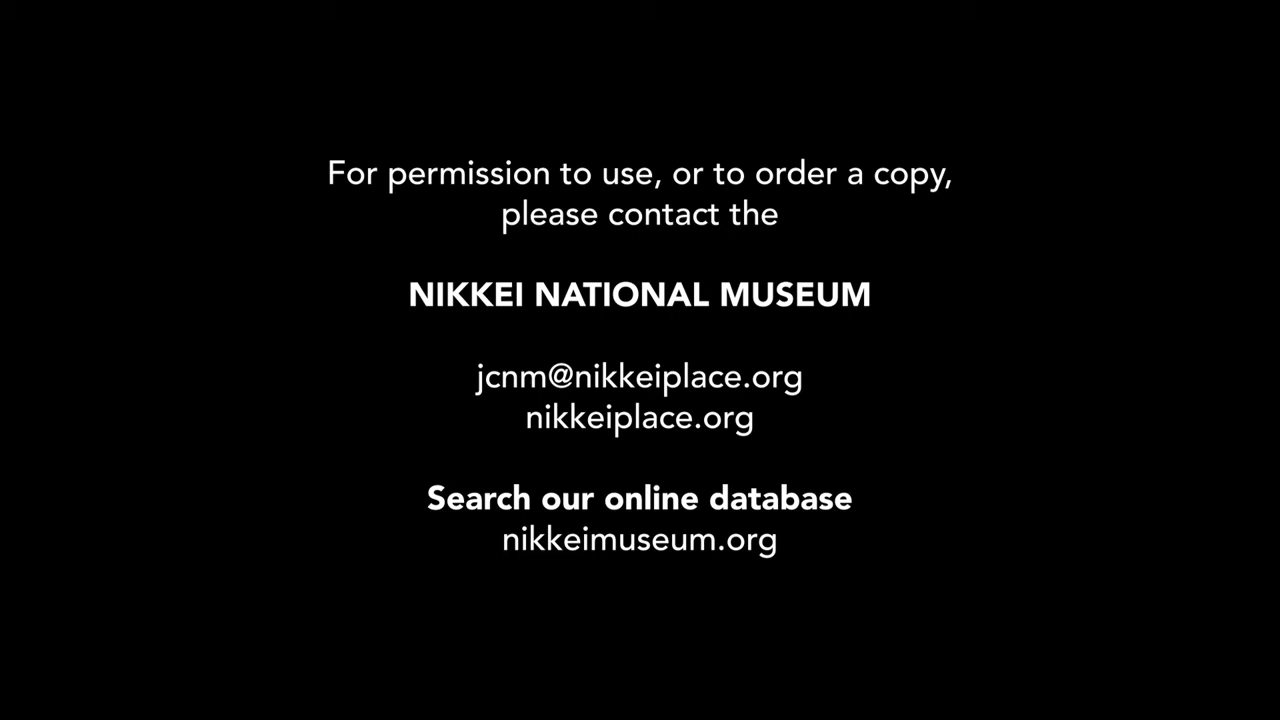 For permission to use, or to order a copy,
please contact the
NIKKEI NATIONAL MUSEUM
jcnm@nikkeiplace.org
nikkeiplace.org
Search our online database
nikkeimuseum.org